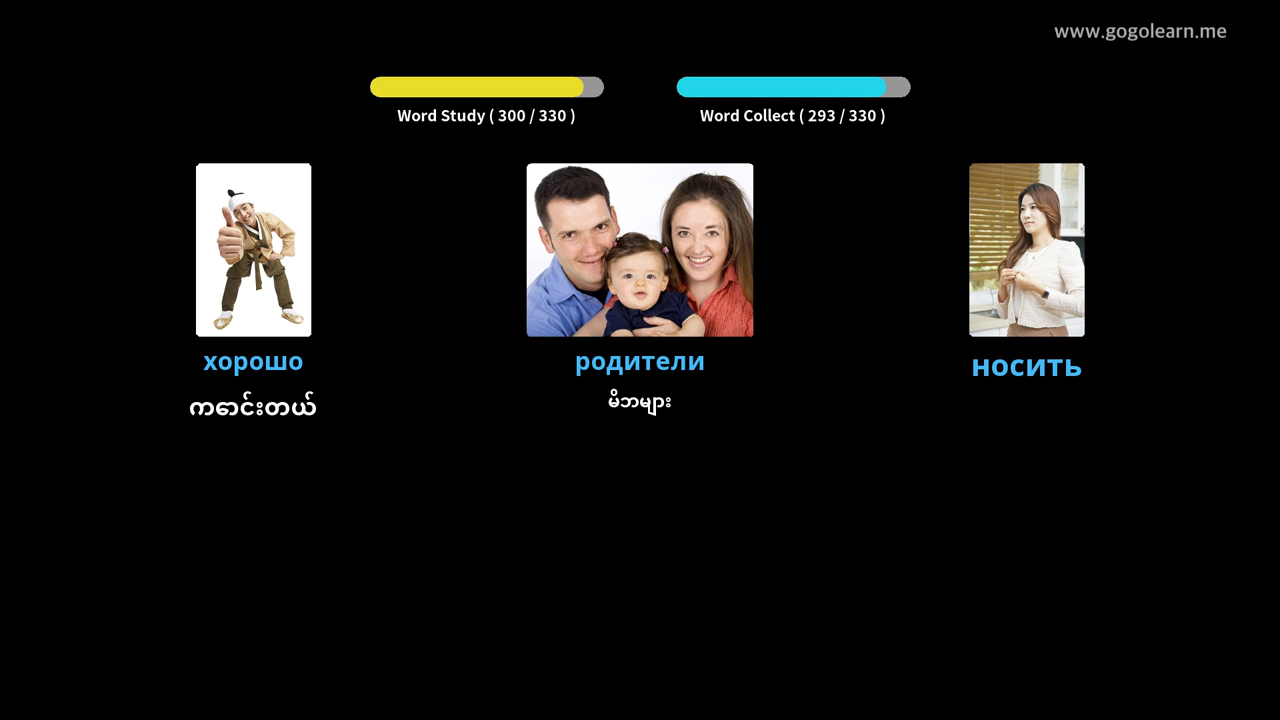 www.gogolearn.me
Word Study ( 300 / 330 )
Word Collect ( 293 / 330 )
хорошо
ကောင်းတယ်
родители
မိဘများ
носить